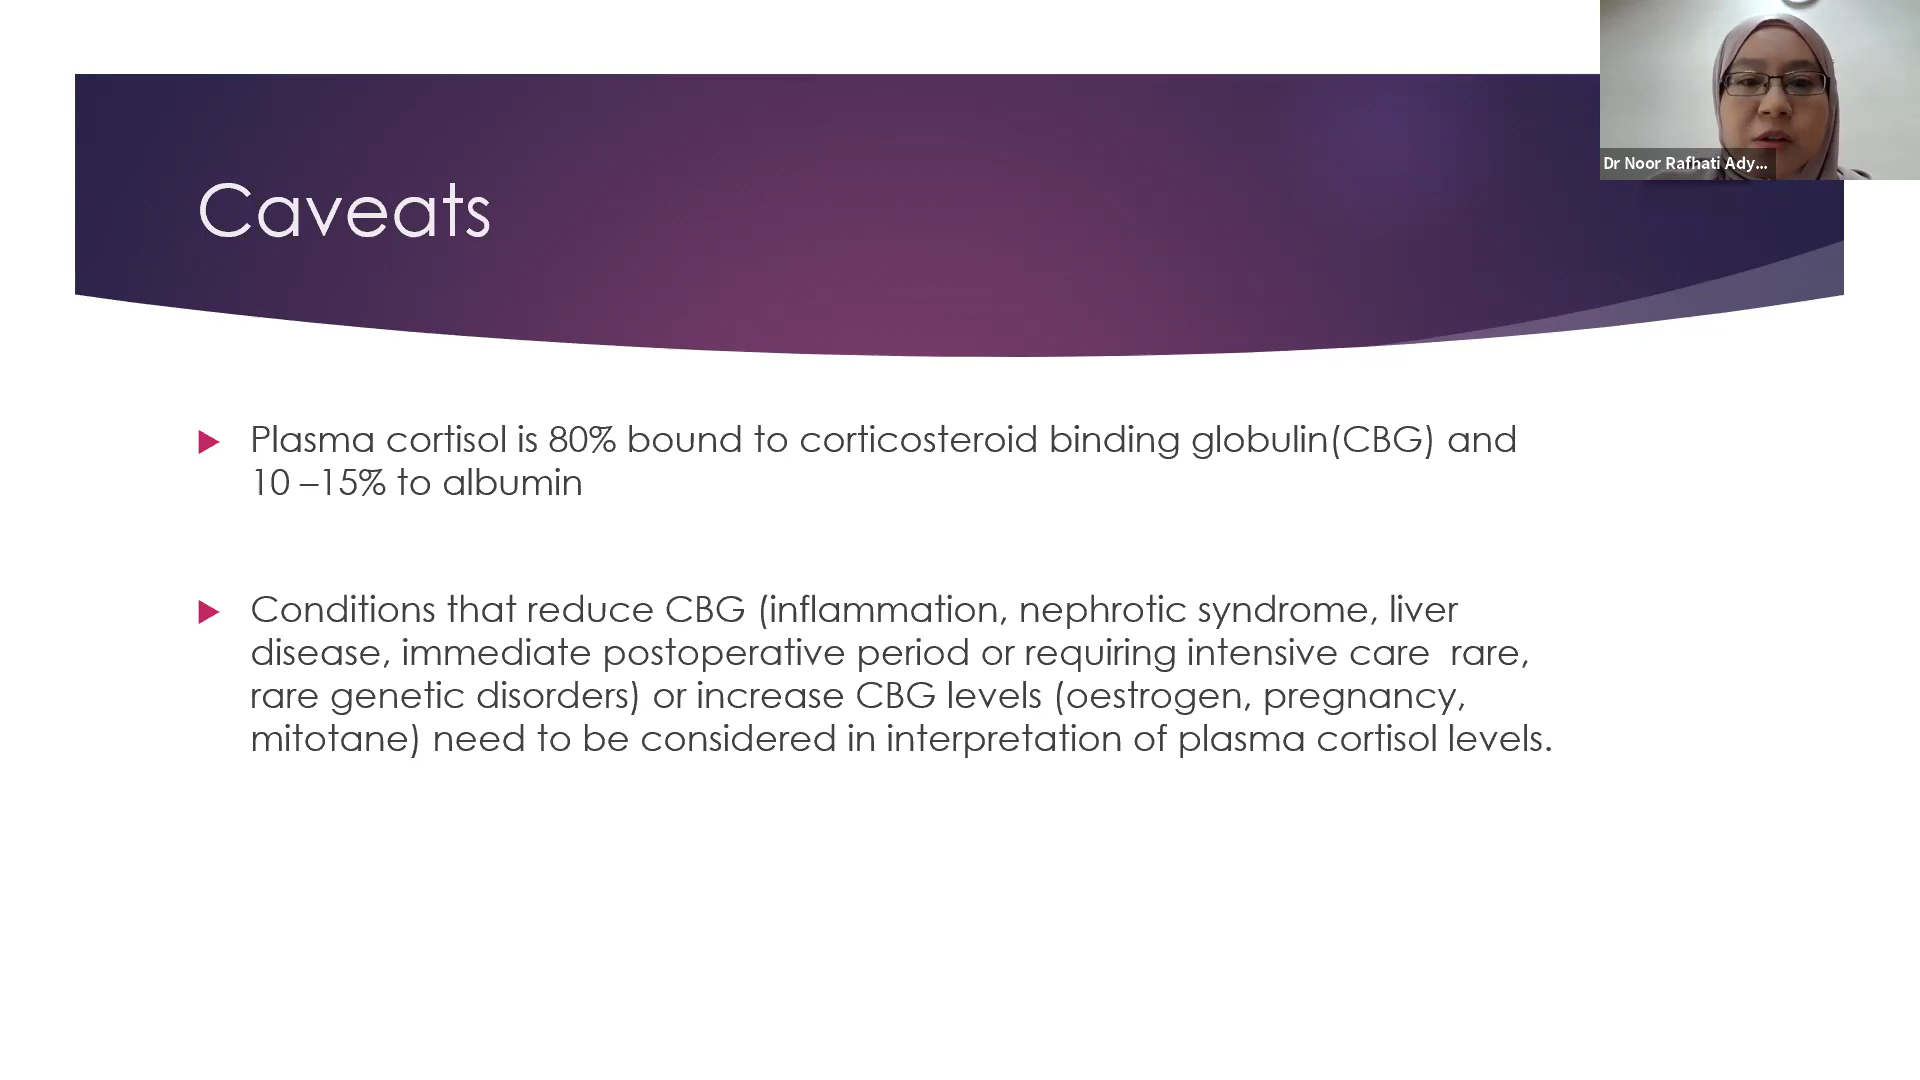 Dr Noor Rafhati Ady...
Caveats
Plasma cortisol is 80% bound to corticosteroid binding globulin(CBG) and
10 –15% to albumin
Conditions that reduce CBG (inflammation, nephrotic syndrome, liver
disease, immediate postoperative period or requiring intensive care  rare,
rare genetic disorders) or increase CBG levels (oestrogen, pregnancy,
mitotane) need to be considered in interpretation of plasma cortisol levels.